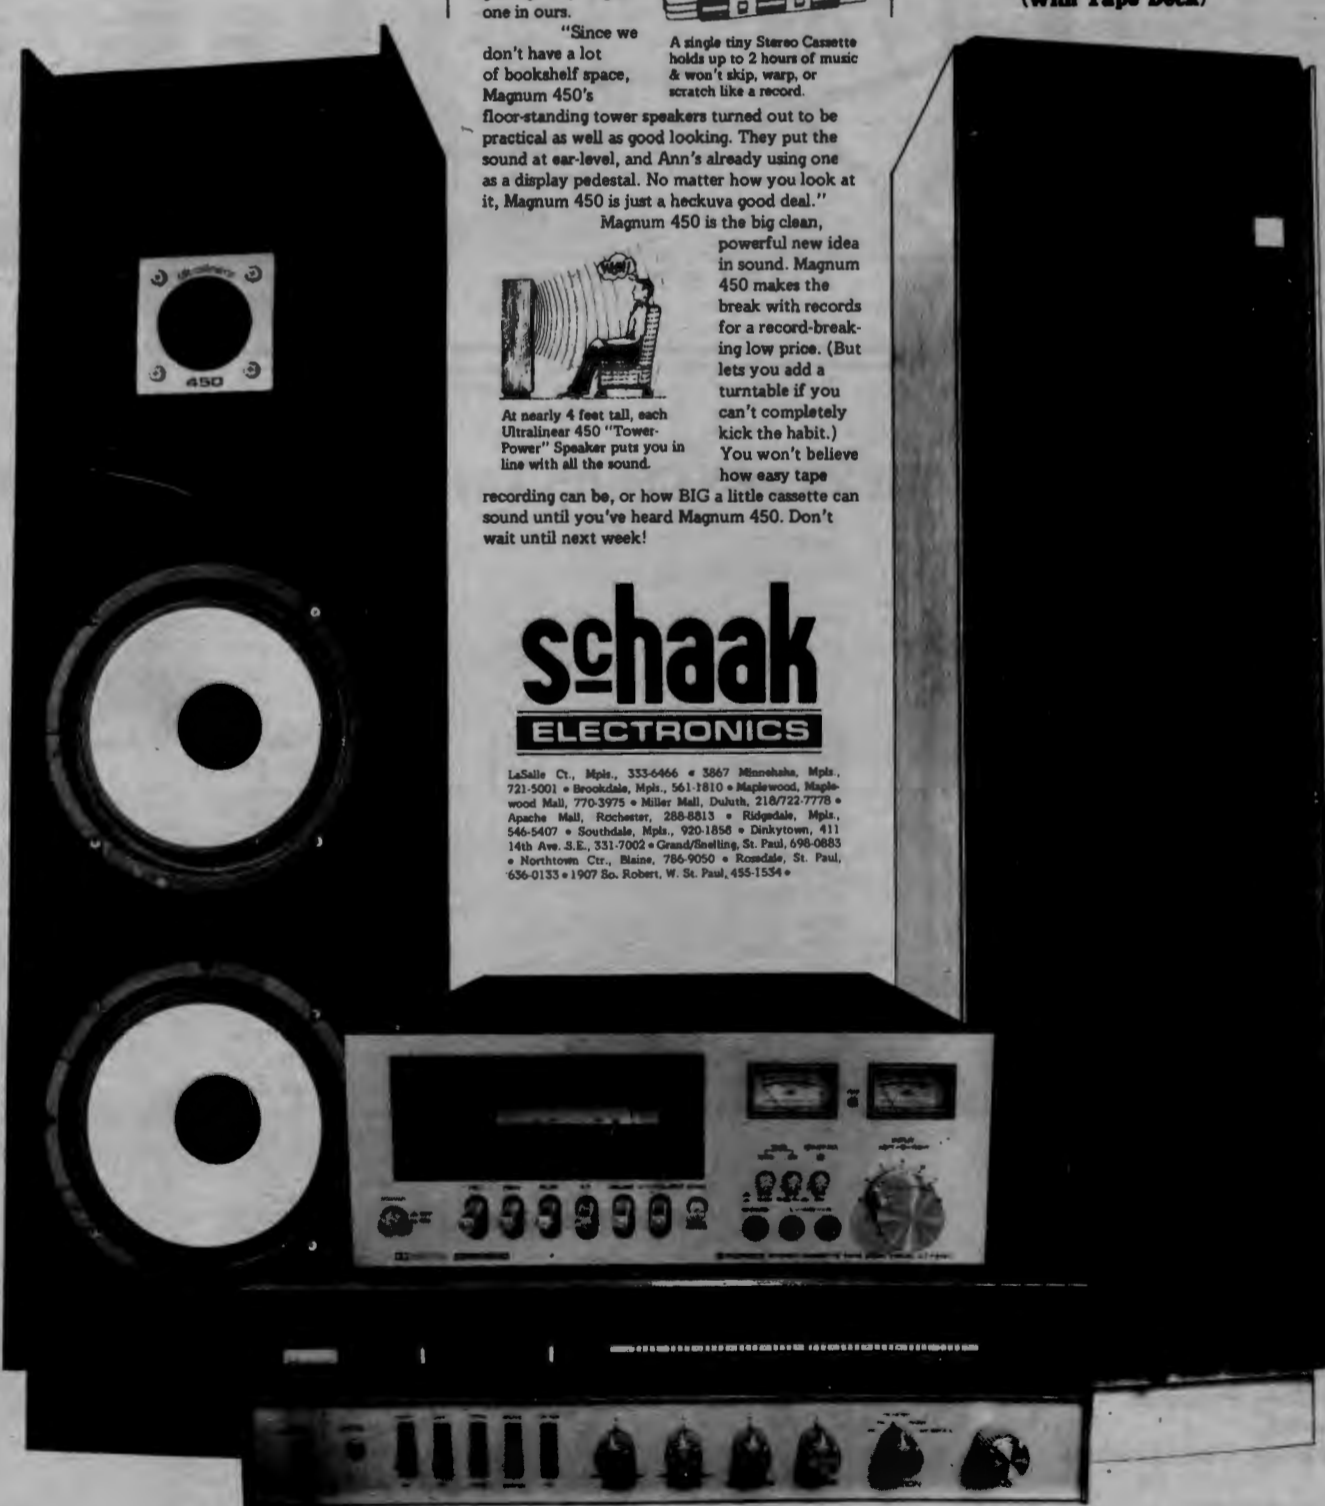 one in ours.
"Since we
don't have a lot
of bookshelf space,
Magnum 450's
A single tiny Stereo Cassette
holds up to 2 hours of music
& won't skip, warp, or
scratch like a record.
floor-standing tower speakers turned out to be
practical as well as good looking. They put the
sound at ear-level, and Ann's already using one
as a display pedestal. No matter how you look at
it, Magnum 450 is just a heckuva good deal."
Magnum 450 is the big clean,
powerful new idea
in sound. Magnum
450 makes the
break with records
for a record-break-
ing low price. (But
lets you add a
turntable if you
can't completely
kick the habit.)
You won't believe
how easy tape
At nearly 4 feet tall, each
Ultralinear 450 "Tower-
Power" Speaker puts you in
line with all the sound.
recording can be, or how BIG a little cassette can
sound until you've heard Magnum 450. Don't
wait until next week!
(With Tape Deck)
ultralinear
450
schaak
ELECTRONICS
LaSalle Ct., Mpls., 333-6466 • 3867 Minnehaha, Mpls.,
721-5001 • Brookdale, Mpls., 561-1810 • Maplewood, Maple-
wood Mall, 770-3975 • Miller Mall, Duluth, 218/722-7778 •
Apache Mall, Rochester, 288-8813 • Ridgedale, Mpls.,
546-5407 • Southdale, Mpls., 920-1858 • Dinkytown, 411
14th Ave. S.E., 331-7002 • Grand/Snelling, St. Paul, 698-0883
• Northtown Ctr., Blaine, 786-9050 • Rosedale, St. Paul,
636-0133 • 1907 So. Robert, W. St. Paul, 455-1534 •